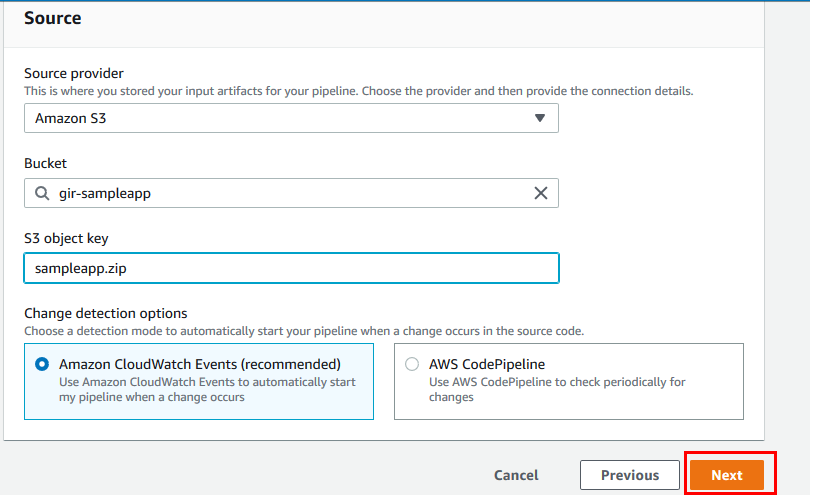 Source
Source provider
This is where you stored your input artifacts for your pipeline. Choose the provider and then provide the connection details.
Amazon S3
Bucket
gir-sampleapp
S3 object key
sampleapp.zip
Change detection options
Choose a detection mode to automatically start your pipeline when a change occurs in the source code.
Amazon CloudWatch Events (recommended)
Use Amazon CloudWatch Events to automatically start
my pipeline when a change occurs
AWS CodePipeline
Use AWS CodePipeline to check periodically for
changes
Cancel
Previous
Next